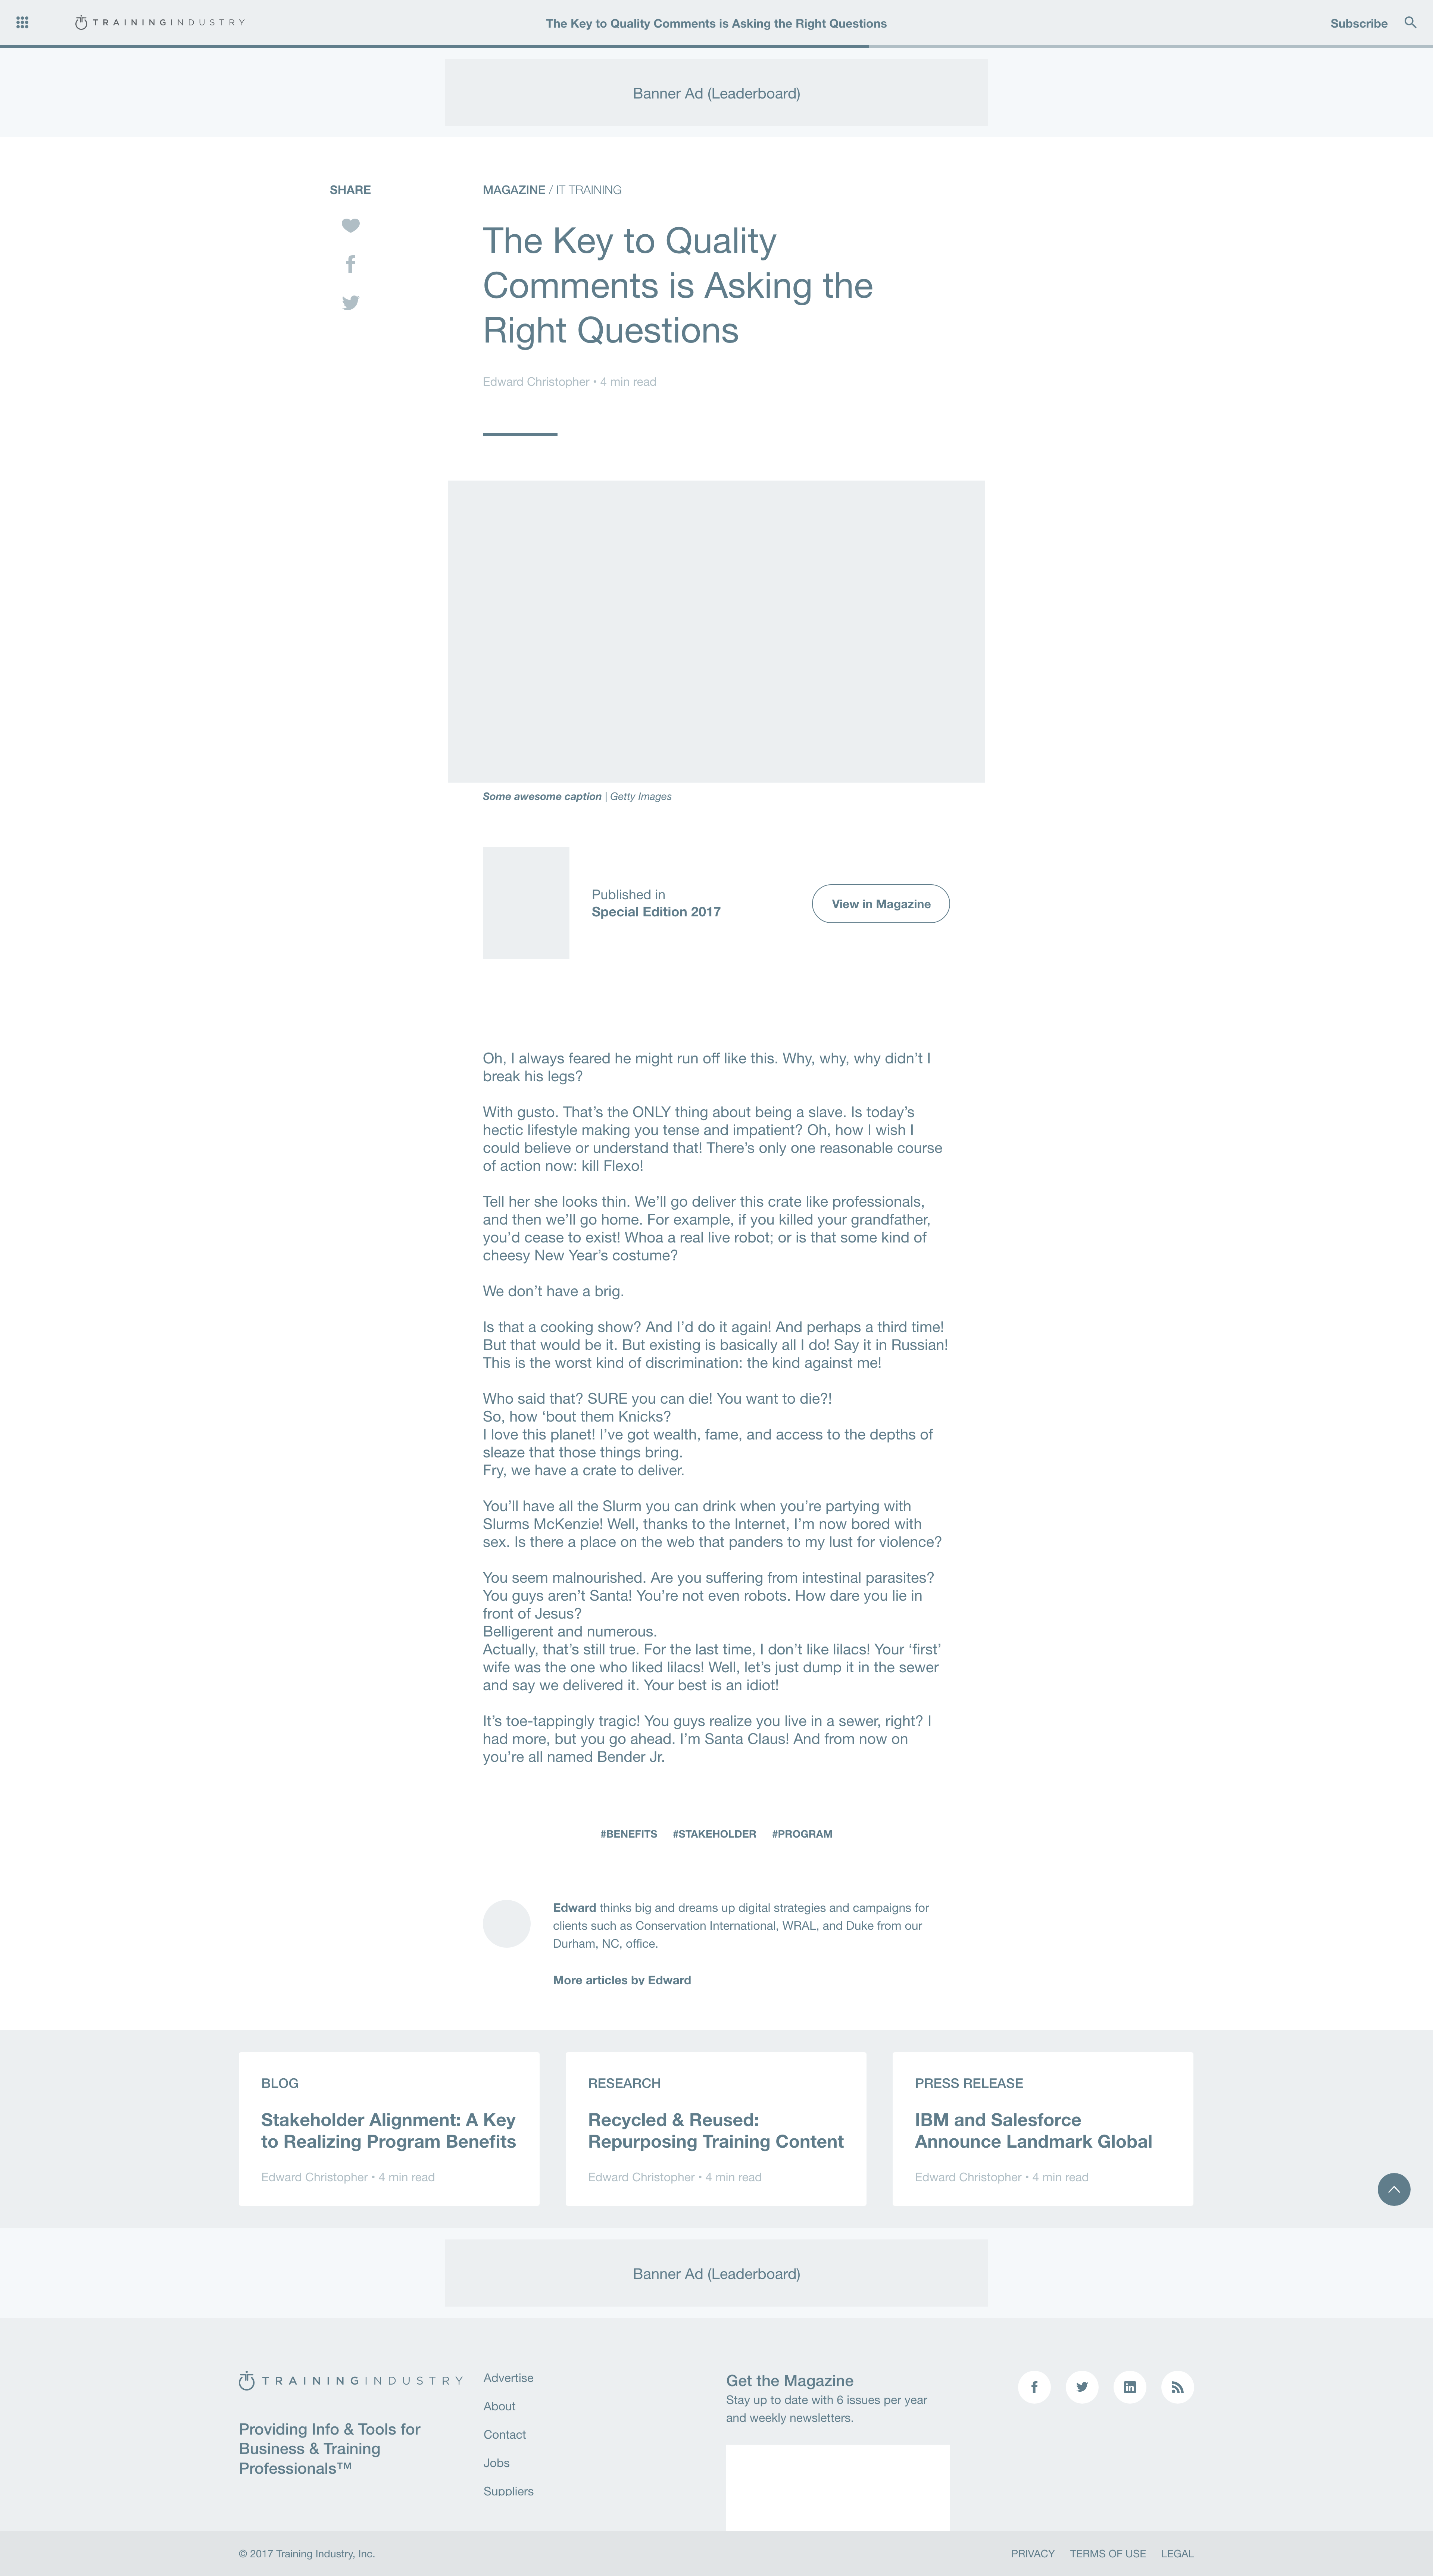 TRAININGINDUSTRY
The Key to Quality Comments is Asking the Right Questions
Subscribe
Banner Ad (Leaderboard)
SHARE
MAGAZINE / IT TRAINING
The Key to Quality
Comments is Asking the
Right Questions
Edward Christopher • 4 min read
Some awesome caption | Getty Images
Published in
Special Edition 2017
View in Magazine
Oh, I always feared he might run off like this. Why, why, why didn’t I
break his legs?
With gusto. That’s the ONLY thing about being a slave. Is today’s
hectic lifestyle making you tense and impatient? Oh, how I wish I
could believe or understand that! There’s only one reasonable course
of action now: kill Flexo!
Tell her she looks thin. We’ll go deliver this crate like professionals,
and then we’ll go home. For example, if you killed your grandfather,
you’d cease to exist! Whoa a real live robot; or is that some kind of
cheesy New Year’s costume?
We don’t have a brig.
Is that a cooking show? And I’d do it again! And perhaps a third time!
But that would be it. But existing is basically all I do! Say it in Russian!
This is the worst kind of discrimination: the kind against me!
Who said that? SURE you can die! You want to die?!
So, how ‘bout them Knicks?
I love this planet! I’ve got wealth, fame, and access to the depths of
sleaze that those things bring.
Fry, we have a crate to deliver.
You’ll have all the Slurm you can drink when you’re partying with
Slurms McKenzie! Well, thanks to the Internet, I’m now bored with
sex. Is there a place on the web that panders to my lust for violence?
You seem malnourished. Are you suffering from intestinal parasites?
You guys aren’t Santa! You’re not even robots. How dare you lie in
front of Jesus?
Belligerent and numerous.
Actually, that’s still true. For the last time, I don’t like lilacs! Your ‘first’
wife was the one who liked lilacs! Well, let’s just dump it in the sewer
and say we delivered it. Your best is an idiot!
It’s toe-tappingly tragic! You guys realize you live in a sewer, right? I
had more, but you go ahead. I’m Santa Claus! And from now on
you’re all named Bender Jr.
#BENEFITS #STAKEHOLDER #PROGRAM
Edward thinks big and dreams up digital strategies and campaigns for
clients such as Conservation International, WRAL, and Duke from our
Durham, NC, office.
More articles by Edward
BLOG
Stakeholder Alignment: A Key
to Realizing Program Benefits
Edward Christopher • 4 min read
RESEARCH
Recycled & Reused:
Repurposing Training Content
Edward Christopher • 4 min read
PRESS RELEASE
IBM and Salesforce
Announce Landmark Global
Edward Christopher • 4 min read
Banner Ad (Leaderboard)
TRAININGINDUSTRY
Providing Info & Tools for
Business & Training
Professionals™
Advertise
About
Contact
Jobs
Suppliers
Get the Magazine
Stay up to date with 6 issues per year
and weekly newsletters.
© 2017 Training Industry, Inc.
PRIVACY TERMS OF USE LEGAL